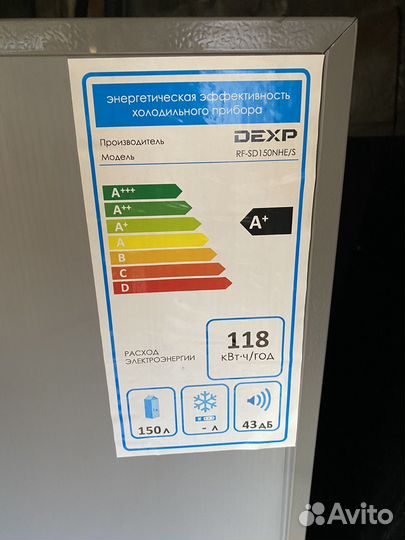 энергетическая эффективность
холодильного прибора
Производитель DEXP
Модель RF-SD150NHE/S
A+++
A++
A+
A
B
C
D
A+
РАСХОД
ЭЛЕКТРОЭНЕРГИИ
118
кВт·ч/год
150 л
- л
43 дБ
Avito